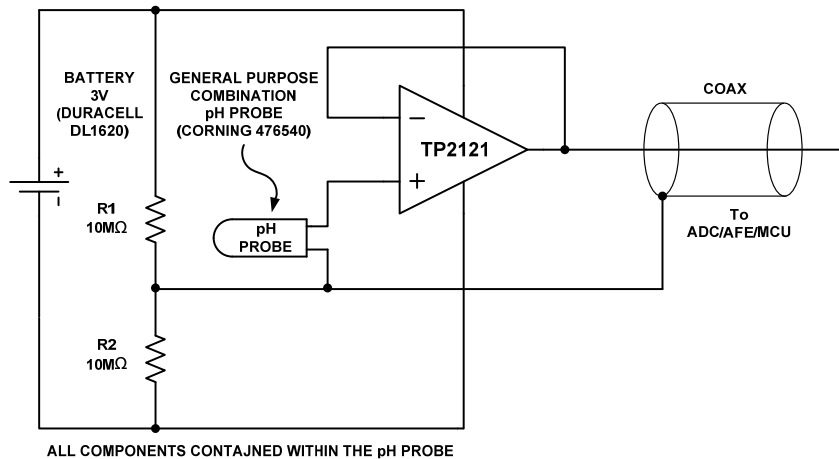 BATTERY
3V
(DURACELL
DL1620)
GENERAL PURPOSE
COMBINATION
pH PROBE
(CORNING 476540)
COAX
−
TP2121
+
+
-
R1
10MΩ
pH
PROBE
To
ADC/AFE/MCU
R2
10MΩ
ALL COMPONENTS CONTAJNED WITHIN THE pH PROBE